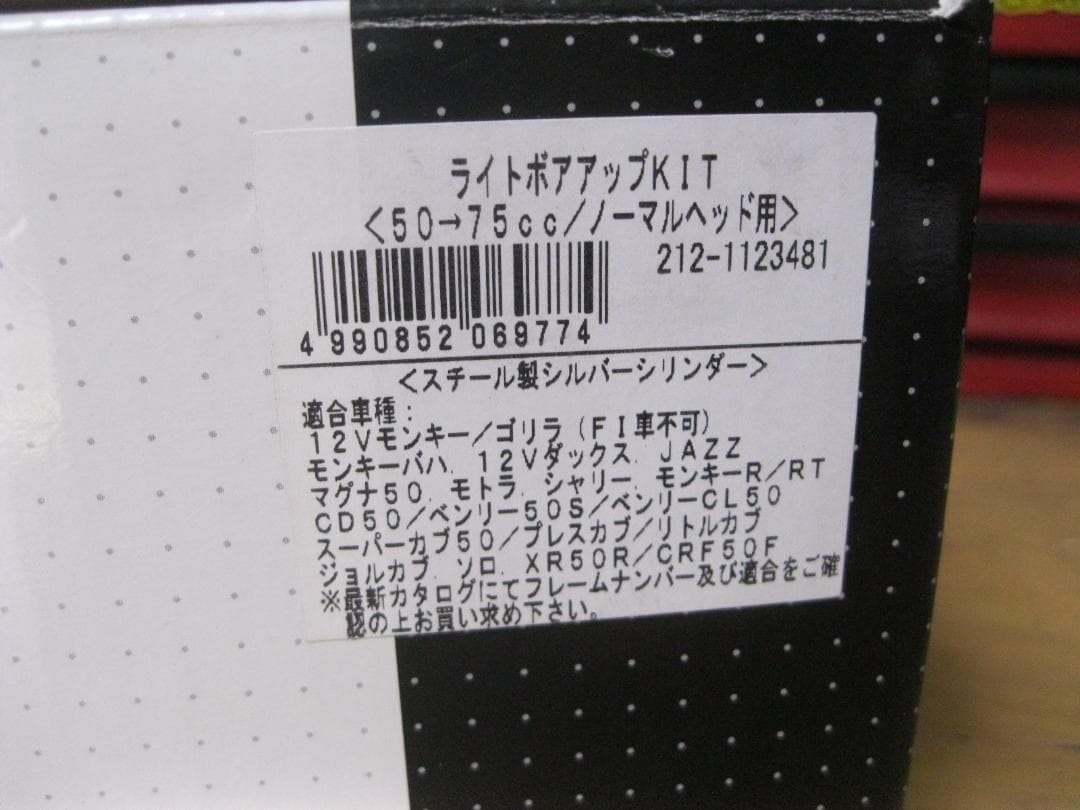 ライトボアアップKIT
<50→75cc/ノーマルヘッド用>
212-1123481
4 990852 069774
<スチール製シルバーシリンダー>
適合車種:
12Vモンキー/ゴリラ(FI車不可)
モンキーバハ、12Vダックス、JAZZ
マグナ50、モトラ、シャリー、モンキーR/RT
CD50/ベンリー50S/ベンリーCL50
スーパーカブ50/プレスカブ/リトルカブ
ジョルカブ、ソロ、XR50R/CRF50F
※最新カタログにてフレームナンバー及び適合をご確
認の上お買い求め下さい。